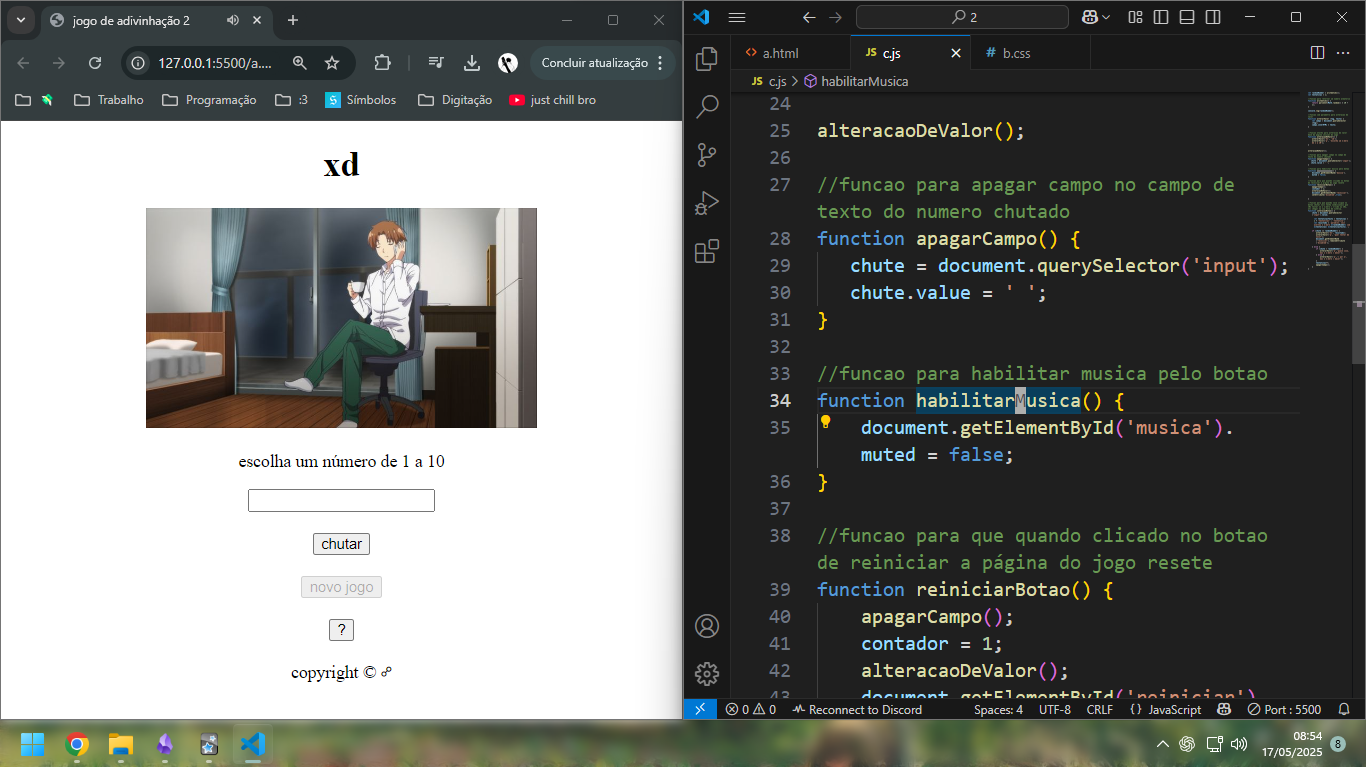 jogo de adivinhação 2
127.0.0.1:5500/a....
Concluir atualização
Trabalho
Programação
:3
Símbolos
Digitação
just chill bro
xd
escolha um número de 1 a 10
chutar
novo jogo
?
copyright © ☍
2
a.html
JS c.js
# b.css
JS c.js > habilitarMusica
24
25 alteracaoDeValor();
26
27 //funcao para apagar campo no campo de
texto do numero chutado
28 function apagarCampo() {
29 chute = document.querySelector('input');
30 chute.value = ' ';
31 }
32
33 //funcao para habilitar musica pelo botao
34 function habilitarMusica() {
35 document.getElementById('musica').
muted = false;
36 }
37
38 //funcao para que quando clicado no botao
de reiniciar a página do jogo resete
39 function reiniciarBotao() {
40 apagarCampo();
41 contador = 1;
42 alteracaoDeValor();
43 document.getElementById('reiniciar')
0 0 Reconnect to Discord Spaces: 4 UTF-8 CRLF {} JavaScript Port : 5500
08:54
17/05/2025
8